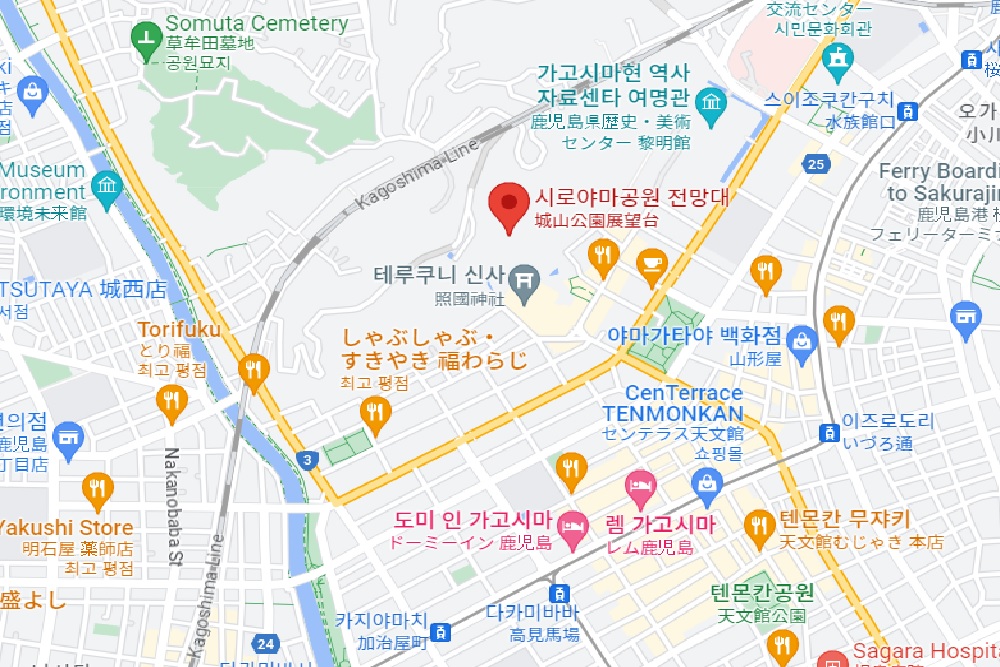 Somuta Cemetery
草牟田墓地
공원묘지
交流センター
시민문화회관
가고시마현 역사
자료센타 여명관
鹿児島県歴史・美術
センター 黎明館
스이조쿠칸구치
水族館口
25
오가
小川
Ferry Boardi
to Sakurajir
鹿児島港 桜
フェリーターミナ
Museum
ronment
環境未来館
Kagoshima Line
시로야마공원 전망대
城山公園展望台
테루쿠니 신사
照國神社
TSUTAYA 城西店
서점
Torifuku
とり福
최고 평점
しゃぶしゃぶ・
すきやき 福わらじ
최고 평점
야마가타야 백화점
山形屋
CenTerrace
TENMONKAN
センテラス天文館
쇼핑몰
이즈로도리
いづろ通
편의점
鹿児島
丁目店
3
Nakanobaba St
Yakushi Store
明石屋 薬師店
최고 평점
도미 인 가고시마
ドーミーイン 鹿児島
렘 가고시마
レム鹿児島
텐몬칸 무쟈키
天文館むじゃき 本店
텐몬칸공원
天文館公園
盛よし
Kagoshima Line
24
카지야마치
加治屋町
다카미바바
高見馬場
Sagara Hospita